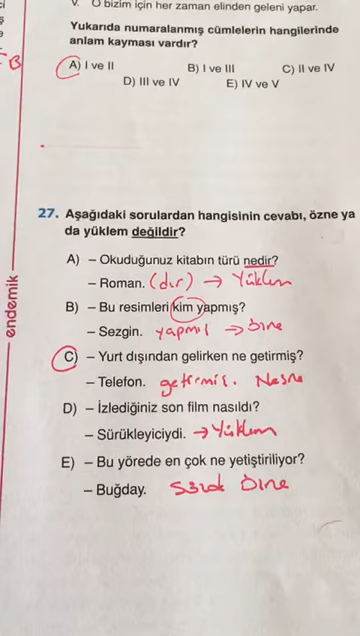 V. O bizim için her zaman elinden geleni yapar.
Yukarıda numaralanmış cümlelerin hangilerinde
anlam kayması vardır?
B
A) I ve II B) I ve III C) II ve IV
D) III ve IV E) IV ve V
27. Aşağıdaki sorulardan hangisinin cevabı, özne ya
da yüklem değildir?
A) – Okuduğunuz kitabın türü nedir?
– Roman. (dır) → Yüklem
B) – Bu resimleri kim yapmış?
– Sezgin. yapmış → özne
C) – Yurt dışından gelirken ne getirmiş?
– Telefon. getirmiş. Nesne
D) – İzlediğiniz son film nasıldı?
– Sürükleyiciydi. → Yüklem
E) – Bu yörede en çok ne yetiştiriliyor?
– Buğday. Sözde Özne
endemik